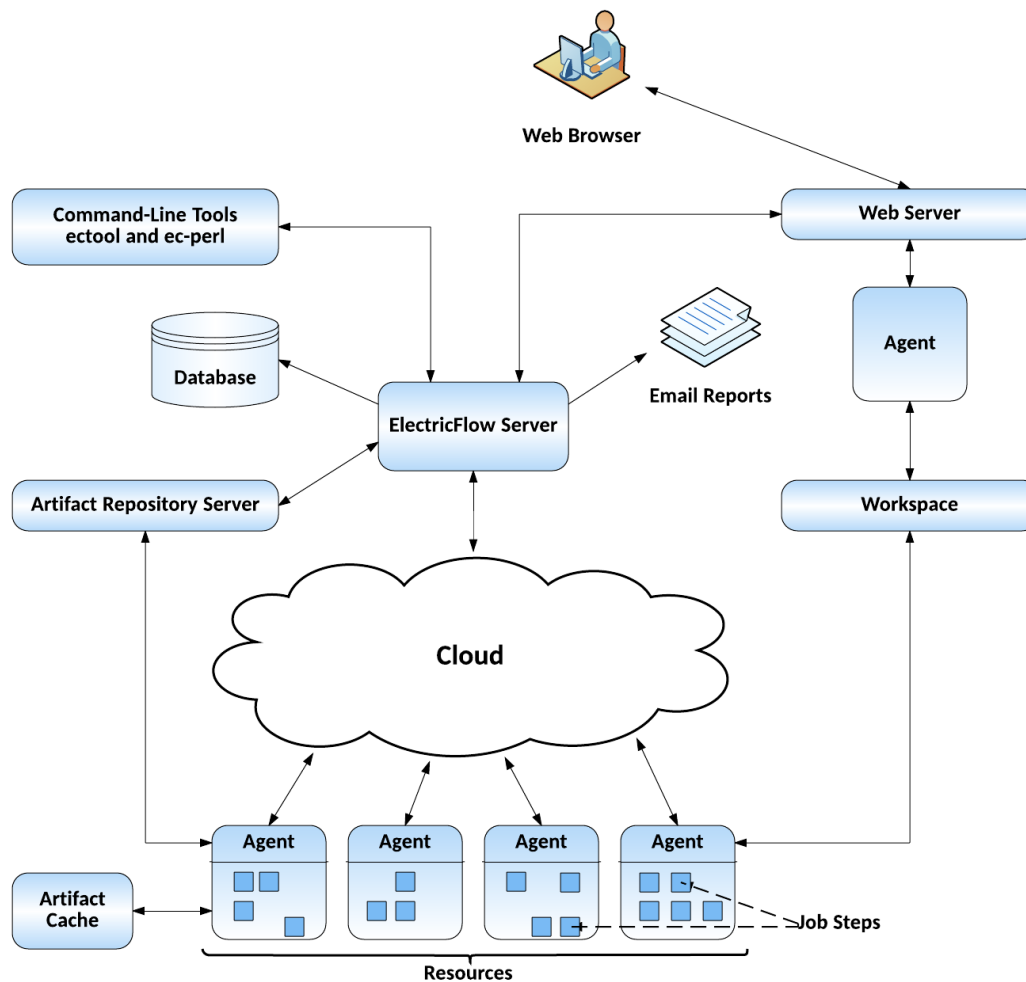 Web Browser
Command-Line Tools
ectool and ec-perl
Web Server
Database
Email Reports
Agent
ElectricFlow Server
Artifact Repository Server
Workspace
Cloud
Agent
Agent
Agent
Agent
Artifact
Cache
Job Steps
Resources